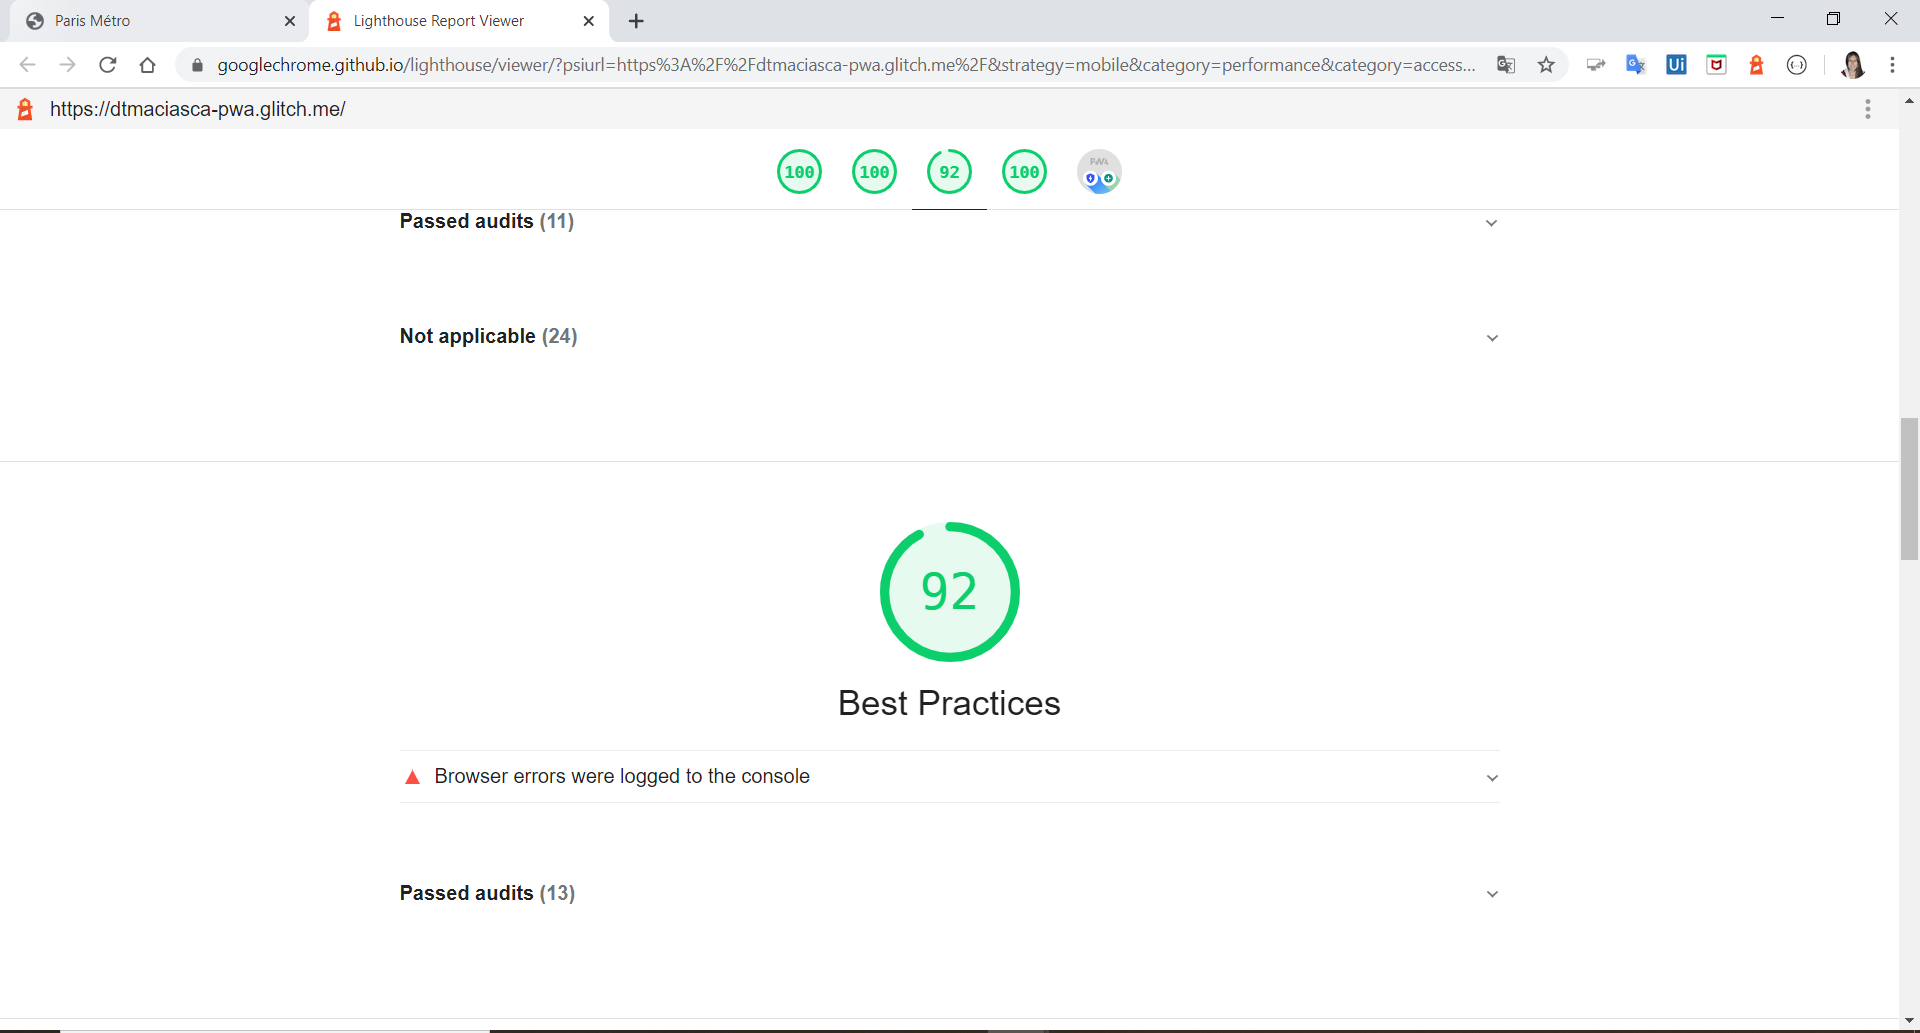 Paris Métro
Lighthouse Report Viewer
googlechrome.github.io/lighthouse/viewer/?psiurl=https%3A%2F%2Fdtmaciasca-pwa.glitch.me%2F&strategy=mobile&category=performance&category=access...
Ui
https://dtmaciasca-pwa.glitch.me/
100 100 92 100 PWA
Passed audits (11)
Not applicable (24)
92
Best Practices
Browser errors were logged to the console
Passed audits (13)